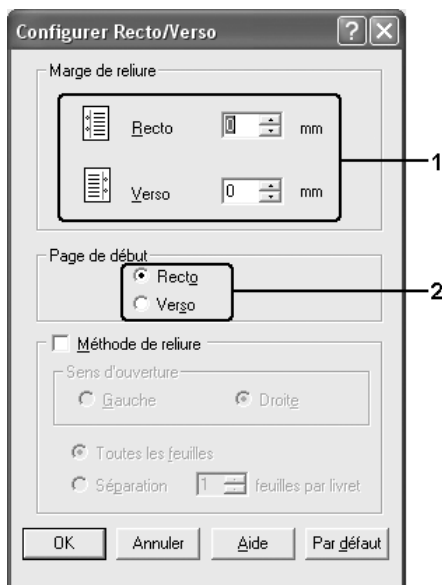 Configurer Recto/Verso
Marge de reliure
Recto 0 mm
1
Verso 0 mm
Page de début
Recto
2
Verso
Méthode de reliure
Sens d'ouverture
Gauche Droite
Toutes les feuilles
Séparation 1 feuilles par livret
OK Annuler Aide Par défaut